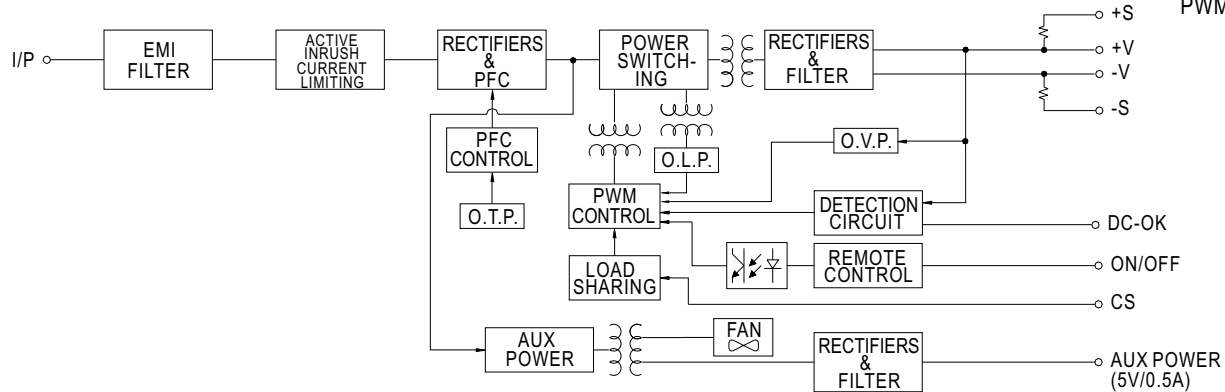 PWM
+S
I/P
EMI
FILTER
ACTIVE
INRUSH
CURRENT
LIMITING
RECTIFIERS
&
PFC
POWER
SWITCH-
ING
RECTIFIERS
&
FILTER
+V
-V
-S
PFC
CONTROL
O.L.P.
O.V.P.
O.T.P.
PWM
CONTROL
DETECTION
CIRCUIT
DC-OK
LOAD
SHARING
REMOTE
CONTROL
ON/OFF
CS
AUX
POWER
FAN
RECTIFIERS
&
FILTER
AUX POWER
(5V/0.5A)